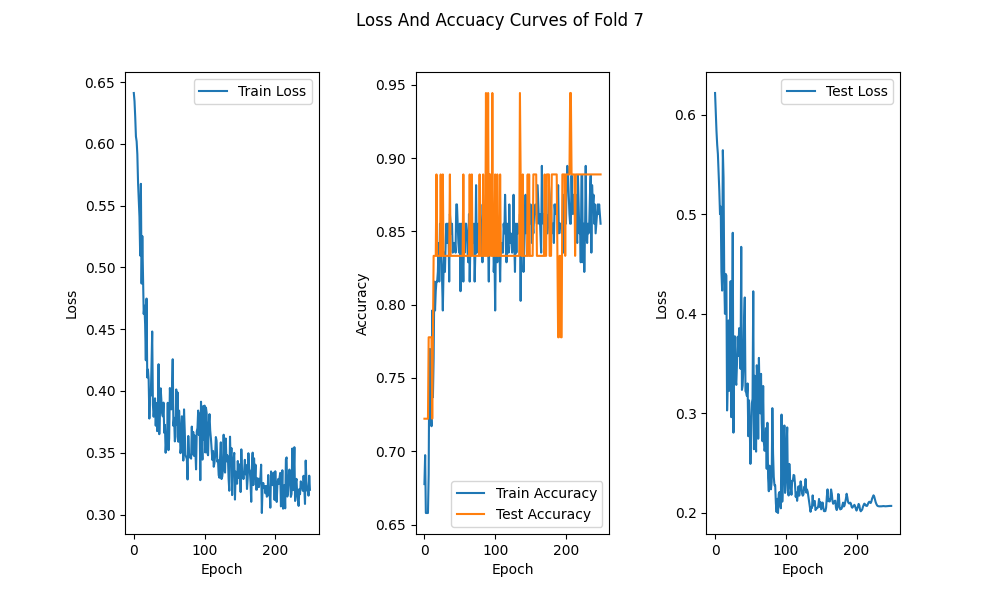 Loss And Accuacy Curves of Fold 7
0.65
0.60
0.55
0.50
0.45
0.40
0.35
0.30
Loss
0
100
200
Epoch
Train Loss
0.95
0.90
0.85
0.80
0.75
0.70
0.65
Accuracy
0
100
200
Epoch
Train Accuracy
Test Accuracy
0.6
0.5
0.4
0.3
0.2
Loss
0
100
200
Epoch
Test Loss